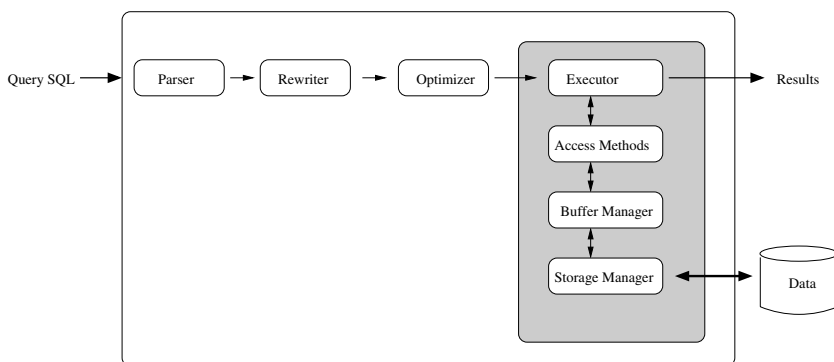 Query SQL
Parser
Rewriter
Optimizer
Executor
Results
Access Methods
Buffer Manager
Storage Manager
Data